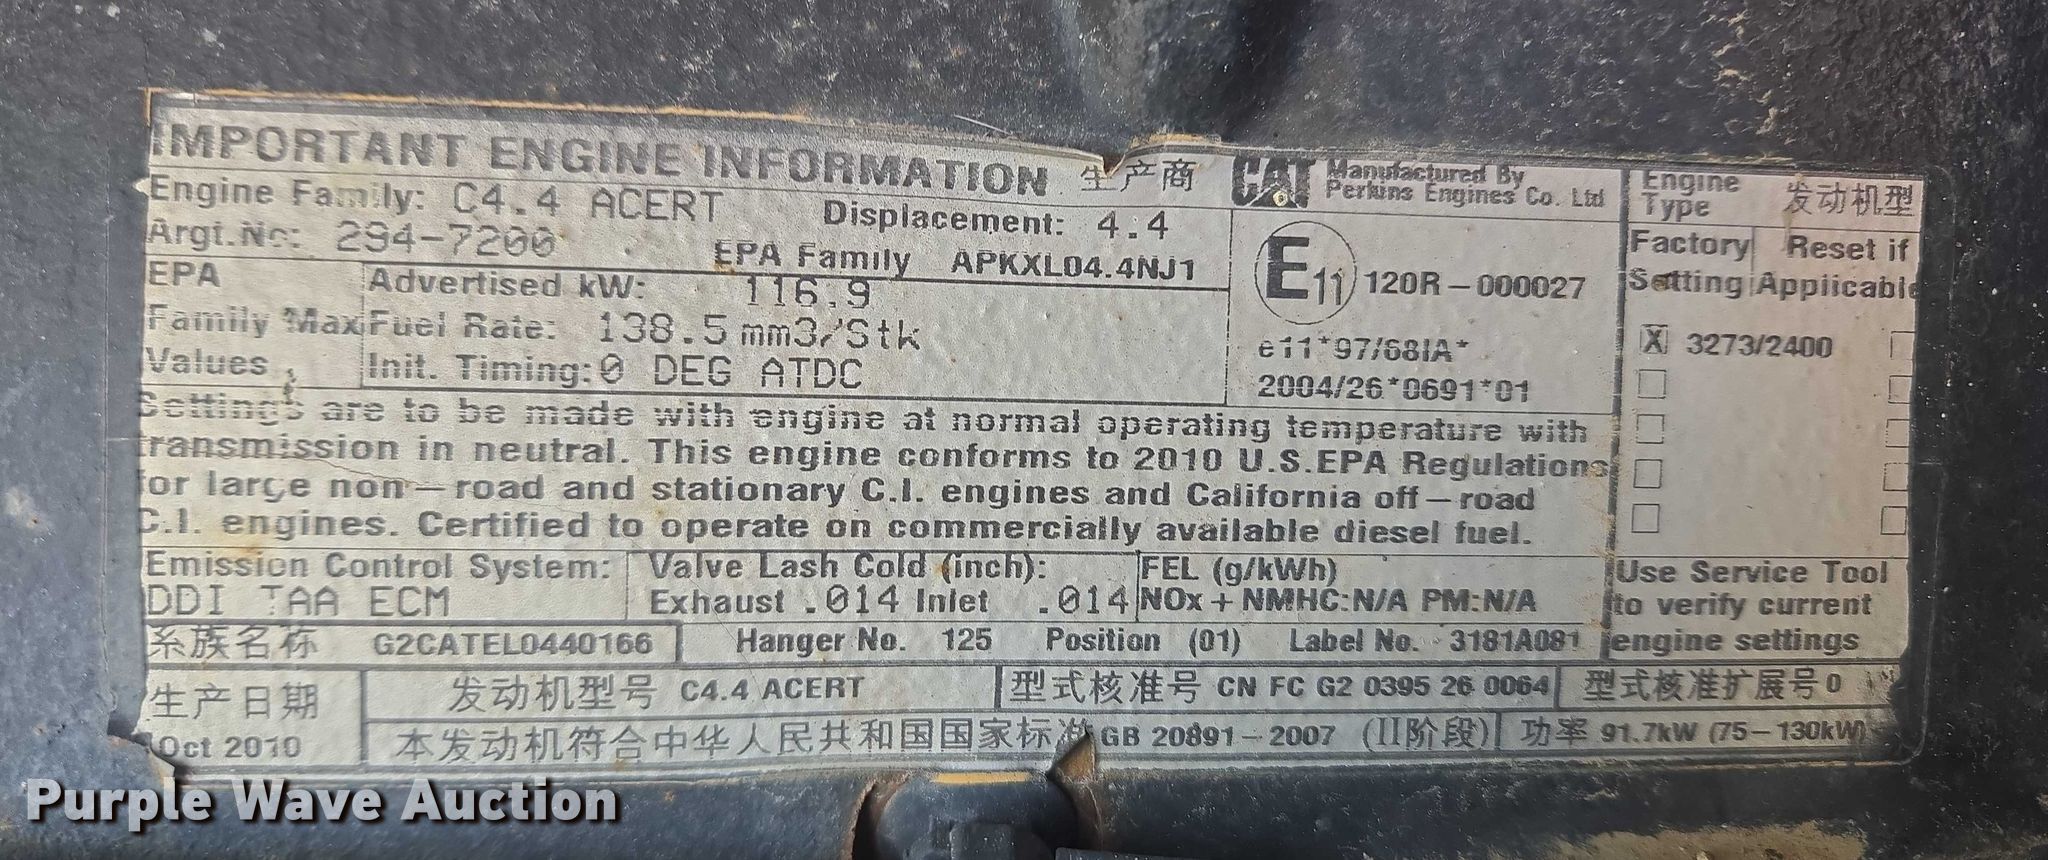 IMPORTANT ENGINE INFORMATION 生产商 CAT Manufactured By Perkins Engines Co. Ltd
Engine Type 发动机型
Engine Family: C4.4 ACERT Displacement: 4.4
Argt.No: 294-7200 EPA Family APKXL04.4NJ1
EPA Family Max Values
Advertised kW: 116.9
Fuel Rate: 138.5 mm3/Stk
Init. Timing: 0 DEG ATDC
E11 120R-000027
e11*97/68IA*
2004/26*0691*01
Factory Setting Reset if Applicable
X 3273/2400
Settings are to be made with engine at normal operating temperature with
transmission in neutral. This engine conforms to 2010 U.S.EPA Regulations
for large non-road and stationary C.I. engines and California off-road
C.I. engines. Certified to operate on commercially available diesel fuel.
Emission Control System:
DDI TAA ECM
Valve Lash Cold (inch):
Exhaust .014 Inlet .014
FEL (g/kWh)
NOx + NMHC:N/A PM:N/A
Use Service Tool
to verify current
engine settings
系族名称 G2CATEL0440166 Hanger No. 125 Position (01) Label No. 3181A081
生产日期
Oct 2010
发动机型号 C4.4 ACERT 型式核准号 CN FC G2 0395 26 0064 型式核准扩展号 0
本发动机符合中华人民共和国国家标准 GB 20891-2007 (II阶段) 功率 91.7kW (75-130kW)
Purple Wave Auction